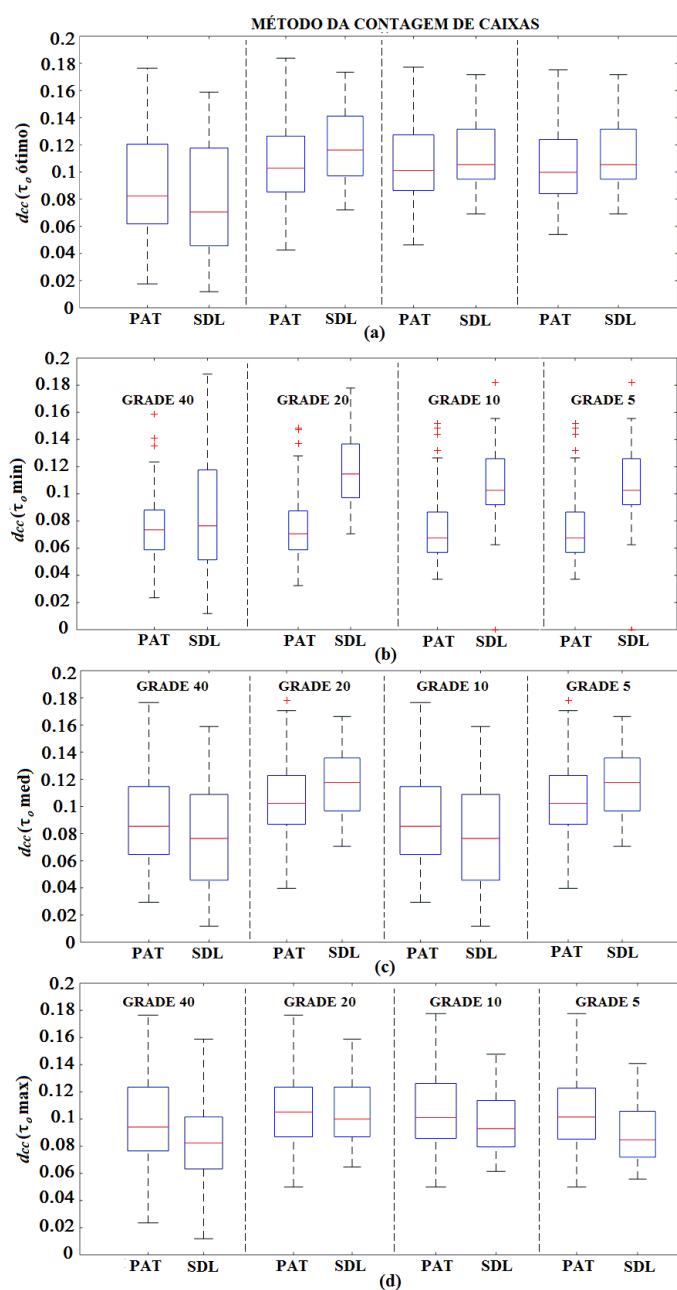 MÉTODO DA CONTAGEM DE CAIXAS
0.2
0.18
0.16
0.14
0.12
0.1
0.08
0.06
0.04
0.02
0
dcc(τo ótimo)
PAT SDL PAT SDL PAT SDL PAT SDL
(a)
0.2
0.18
0.16
0.14
0.12
0.1
0.08
0.06
0.04
0.02
0
dcc(τo min)
GRADE 40 GRADE 20 GRADE 10 GRADE 5
PAT SDL PAT SDL PAT SDL PAT SDL
(b)
0.2
0.18
0.16
0.14
0.12
0.1
0.08
0.06
0.04
0.02
0
dcc(τo med)
GRADE 40 GRADE 20 GRADE 10 GRADE 5
PAT SDL PAT SDL PAT SDL PAT SDL
(c)
0.2
0.18
0.16
0.14
0.12
0.1
0.08
0.06
0.04
0.02
0
dcc(τo max)
GRADE 40 GRADE 20 GRADE 10 GRADE 5
PAT SDL PAT SDL PAT SDL PAT SDL
(d)